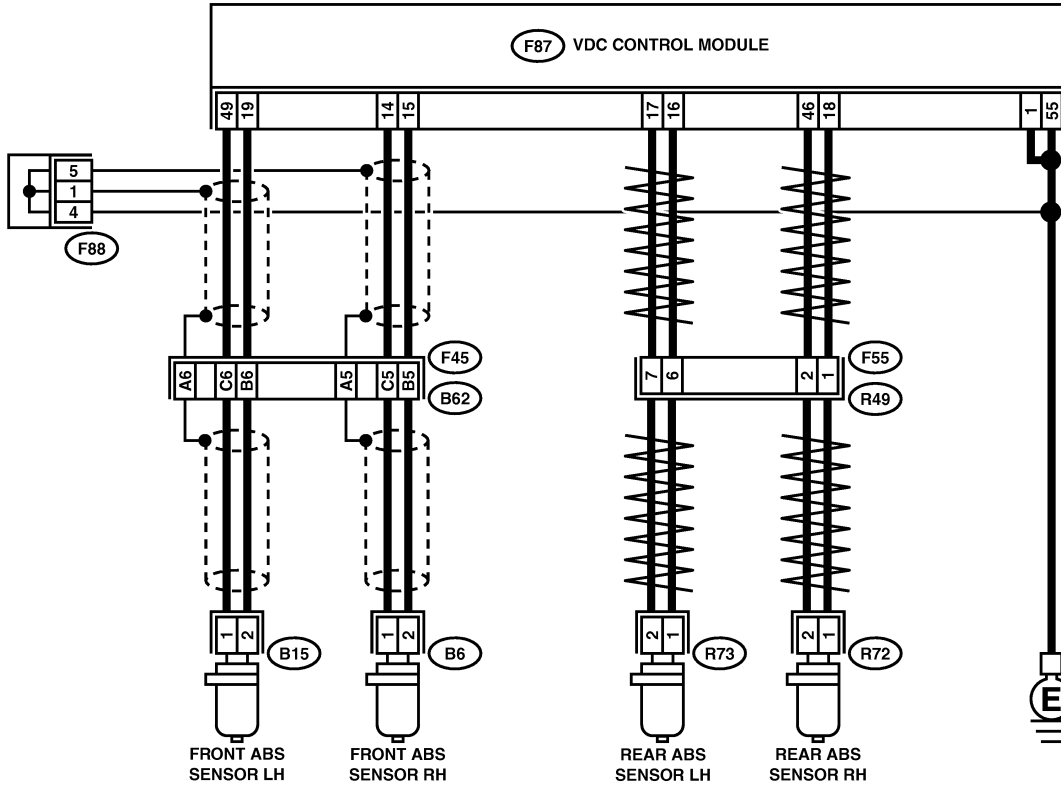 F87 VDC CONTROL MODULE
49 19 14 15 17 16 46 18 1 55
5
1
4
F88
F45
F55
A6 C6 B6 A5 C5 B5
7 6 2 1
B62
R49
1 2 1 2 2 1 2 1
B15 B6 R73 R72
E
FRONT ABS
SENSOR LH
FRONT ABS
SENSOR RH
REAR ABS
SENSOR LH
REAR ABS
SENSOR RH